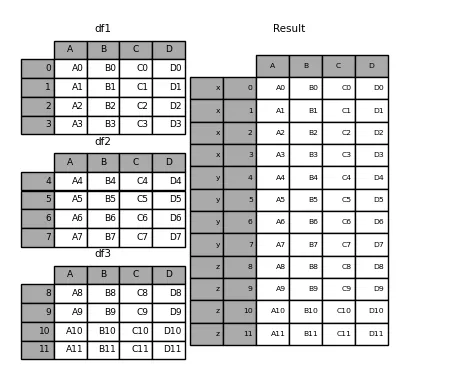 df1
A B C D
0 A0 B0 C0 D0
1 A1 B1 C1 D1
2 A2 B2 C2 D2
3 A3 B3 C3 D3
df2
A B C D
4 A4 B4 C4 D4
5 A5 B5 C5 D5
6 A6 B6 C6 D6
7 A7 B7 C7 D7
df3
A B C D
8 A8 B8 C8 D8
9 A9 B9 C9 D9
10 A10 B10 C10 D10
11 A11 B11 C11 D11
Result
A B C D
x 0 A0 B0 C0 D0
x 1 A1 B1 C1 D1
x 2 A2 B2 C2 D2
x 3 A3 B3 C3 D3
y 4 A4 B4 C4 D4
y 5 A5 B5 C5 D5
y 6 A6 B6 C6 D6
y 7 A7 B7 C7 D7
z 8 A8 B8 C8 D8
z 9 A9 B9 C9 D9
z 10 A10 B10 C10 D10
z 11 A11 B11 C11 D11